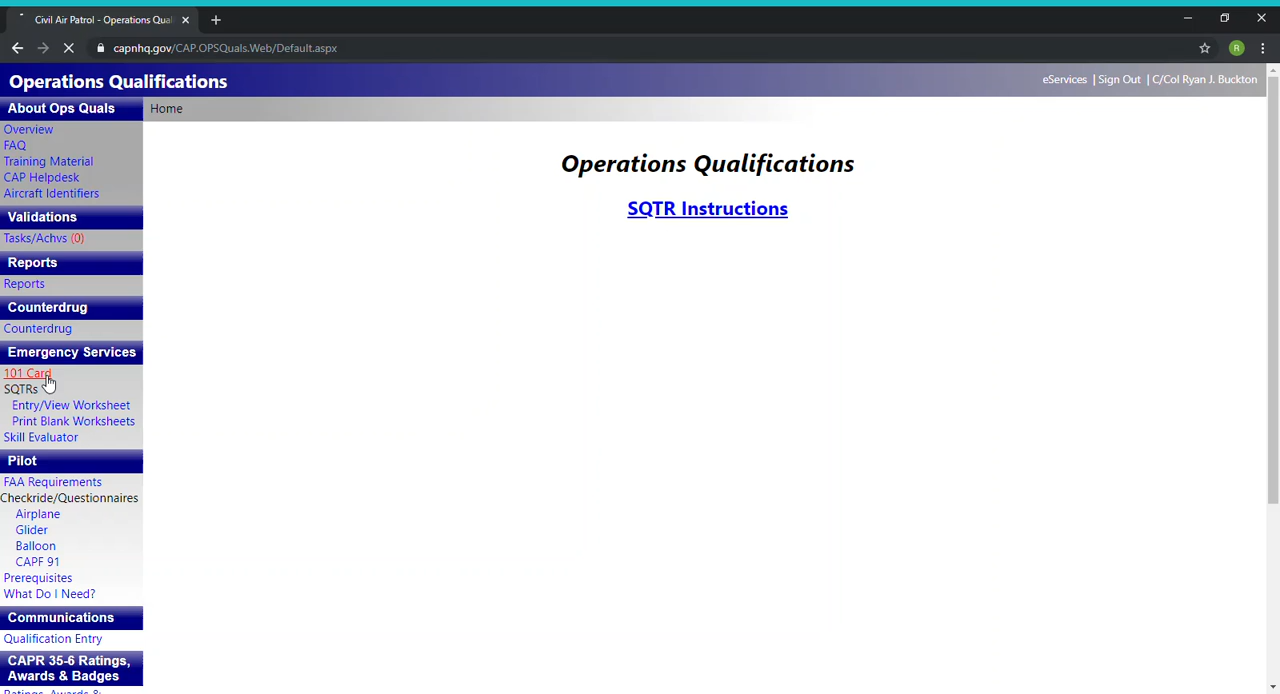 Civil Air Patrol - Operations Qual
capnhq.gov/CAP.OPSQuals.Web/Default.aspx
R
Operations Qualifications
eServices | Sign Out | C/Col Ryan J. Buckton
About Ops Quals
Home
Overview
FAQ
Training Material
CAP Helpdesk
Aircraft Identifiers
Validations
Tasks/Achvs (0)
Reports
Reports
Counterdrug
Counterdrug
Emergency Services
101 Card
SQTRs
Entry/View Worksheet
Print Blank Worksheets
Skill Evaluator
Pilot
FAA Requirements
Checkride/Questionnaires
Airplane
Glider
Balloon
CAPF 91
Prerequisites
What Do I Need?
Communications
Qualification Entry
CAPR 35-6 Ratings,
Awards & Badges
Ratings, Awards &
Operations Qualifications
SQTR Instructions